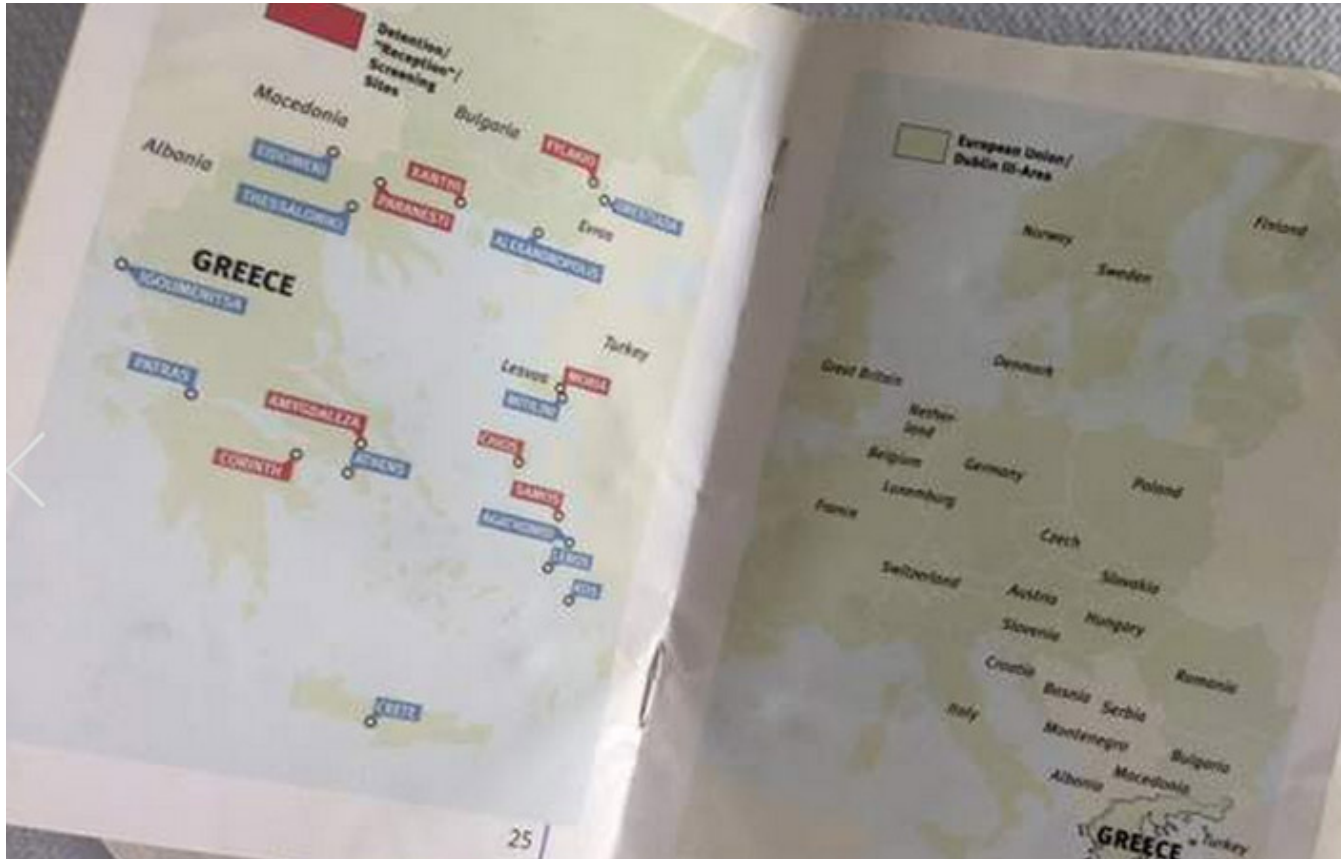 Detention/
"Reception"/
Screening
Sites
Macedonia
Bulgaria
Albania
FYLAKIO
EIDOMENI
XANTHI
PARANESTI
ORESTIADA
THESSALONIKI
Evros
ALEXANDROPOLIS
GREECE
IGOUMENITSA
Turkey
PATRAS
Lesvos
MORIA
MITILINI
AMYGDALEZA
CHIOS
CORINTH
ATHENS
SAMOS
LEROS
KOS
CRETE
25
European Union/
Dublin III-Area
Norway
Finland
Sweden
Denmark
Great Britain
Nether-
land
Belgium
Germany
Poland
Luxemburg
France
Czech
Slovakia
Switzerland
Austria
Hungary
Slovenia
Croatia
Romania
Bosnia
Serbia
Italy
Montenegro
Bulgaria
Albania
Macedonia
GREECE
Turkey